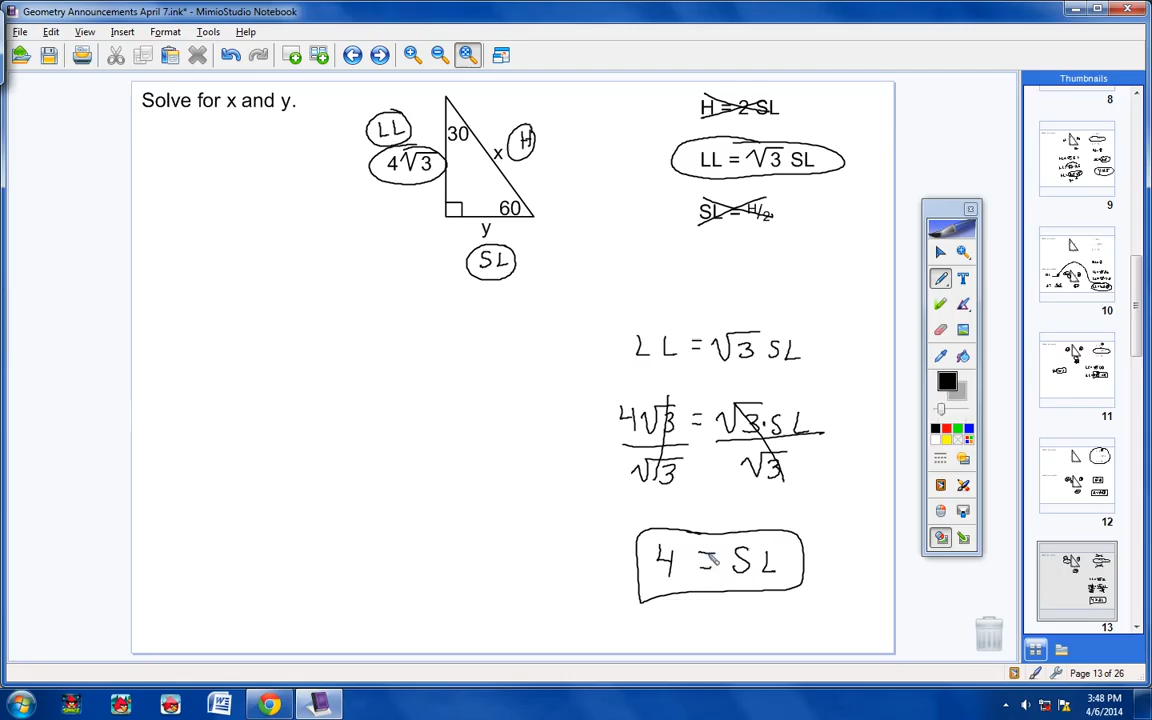 Geometry Announcements April 7.ink* - MimioStudio Notebook
File Edit View Insert Format Tools Help
Thumbnails
Solve for x and y.
LL
4√3
30
x
H
60
y
SL
H = 2 SL
LL = √3 SL
SL = H/2
LL = √3 SL
4√3 = √3·SL
√3 √3
4 = SL
8
9
10
11
12
13
Page 13 of 26
3:48 PM
4/6/2014